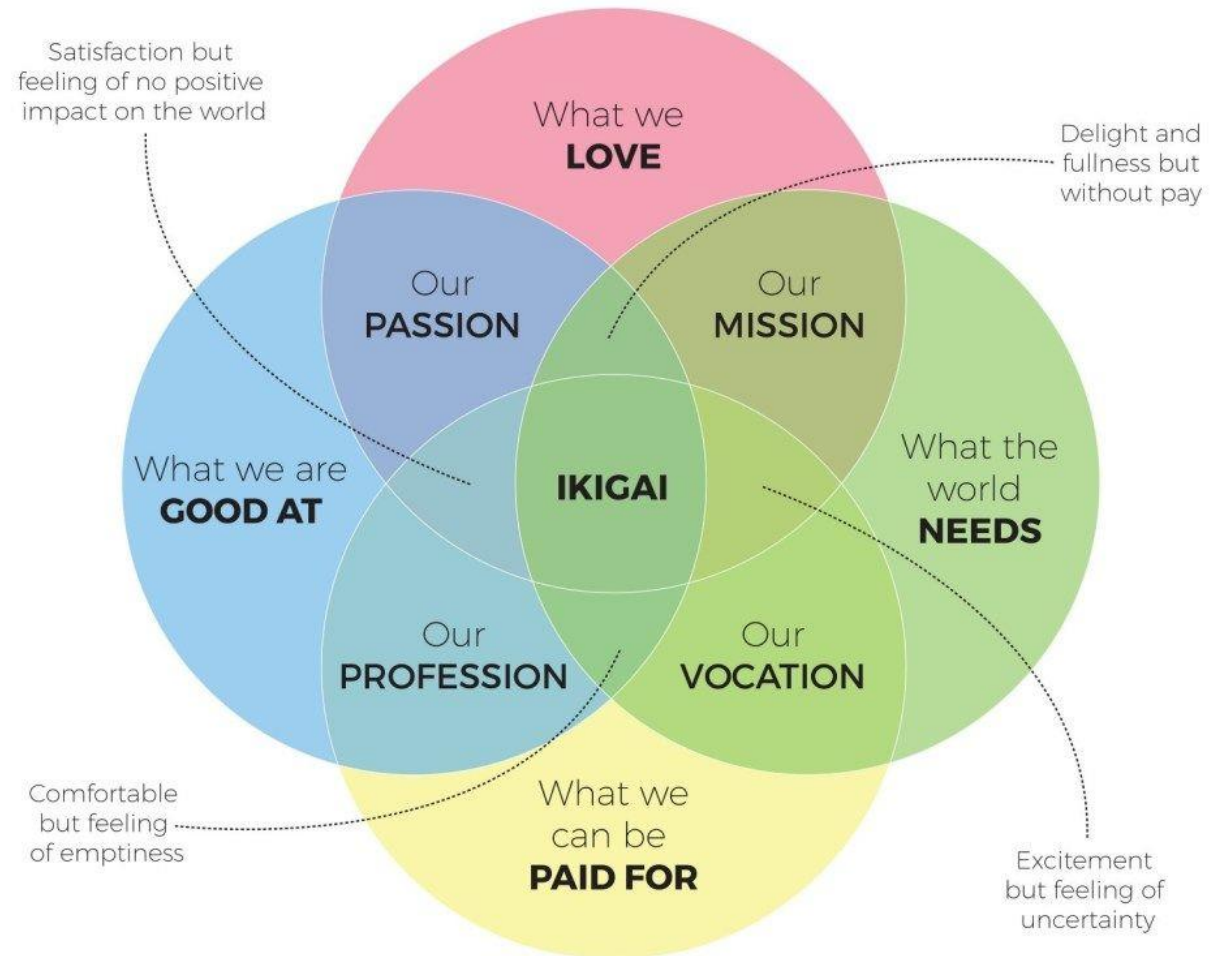 Satisfaction but
feeling of no positive
impact on the world
What we
LOVE
Delight and
fullness but
without pay
Our
PASSION
Our
MISSION
What we are
GOOD AT
IKIGAI
What the
world
NEEDS
Our
PROFESSION
Our
VOCATION
Comfortable
but feeling
of emptiness
What we
can be
PAID FOR
Excitement
but feeling of
uncertainty